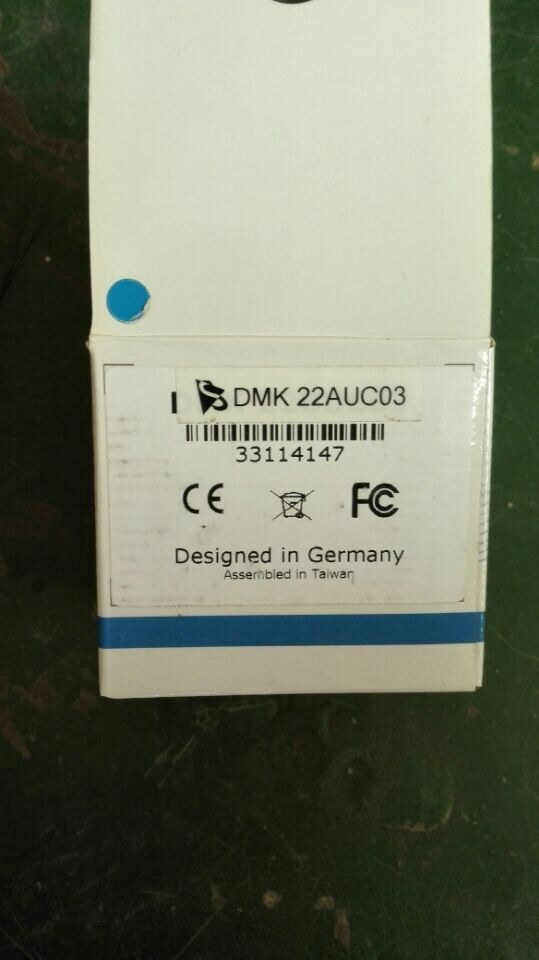 DMK 22AUC03
33114147
CE FC
Designed in Germany
Assembled in Taiwan